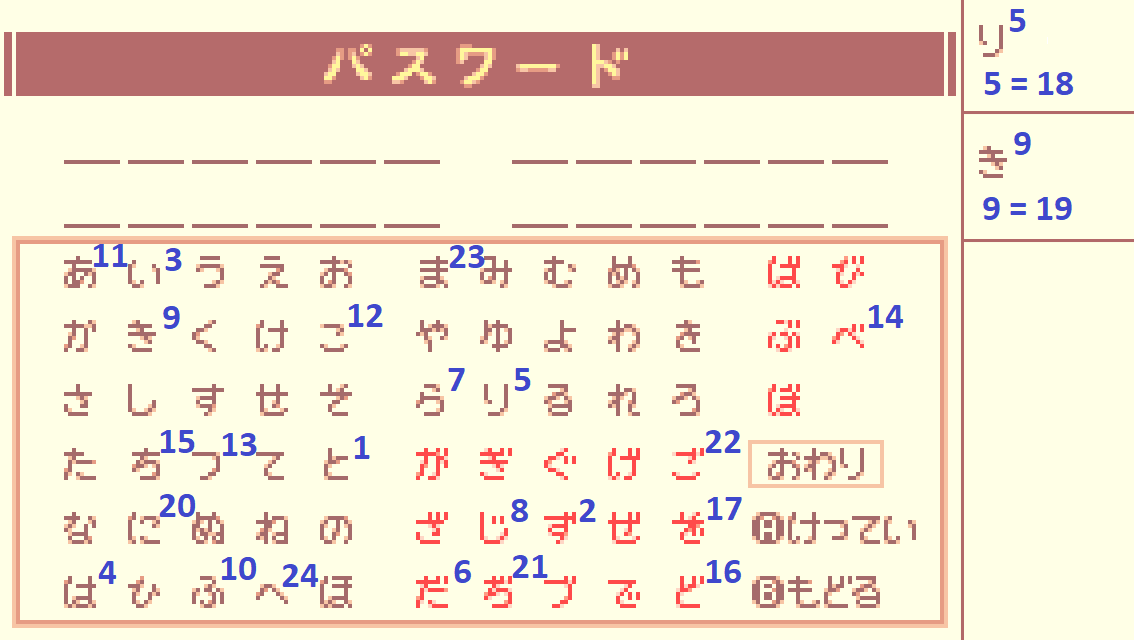 パスワード
り5
5 = 18
き9
9 = 19
あ11 い3 う え お ま23 み む め も ば び
か き9 く け こ12 や ゆ よ わ き ぶ べ14
さ し す せ そ ら7 り5 る れ ろ ぼ
た ち15 つ13 て と1 が ぎ ぐ げ ご22 おわり
な に20 ぬ ね の ざ じ8 ず2 ぜ ぞ17 Ⓐけってい
は4 ひ ふ10 へ24 ほ だ6 ぢ21 づ で ど16 Ⓑもどる